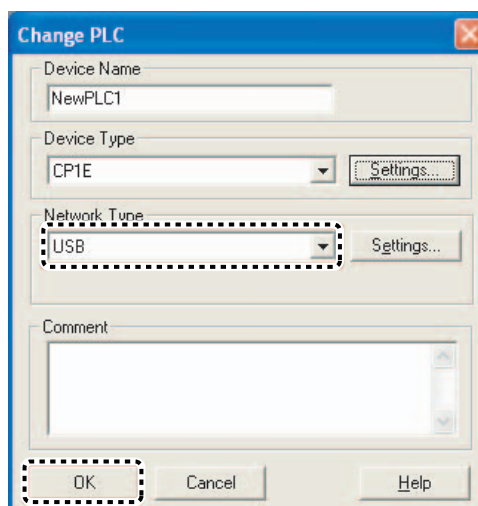 Change PLC
Device Name
NewPLC1
Device Type
CP1E
Settings...
Network Type
USB
Settings...
Comment
OK Cancel Help